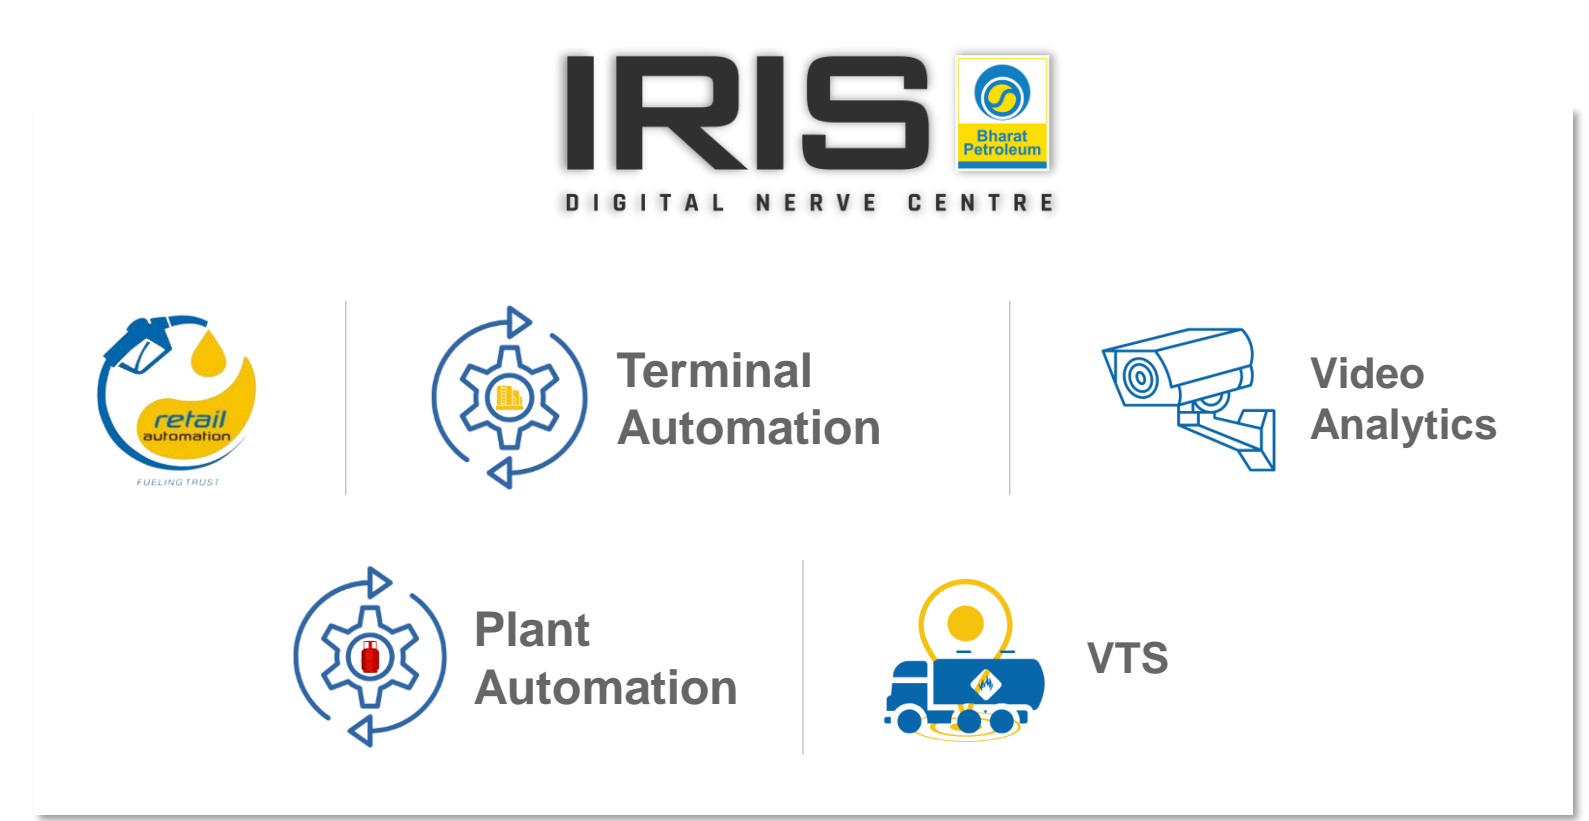 IRIS
Bharat
Petroleum
DIGITAL NERVE CENTRE
retail
automation
FUELING TRUST
Terminal
Automation
Video
Analytics
Plant
Automation
VTS